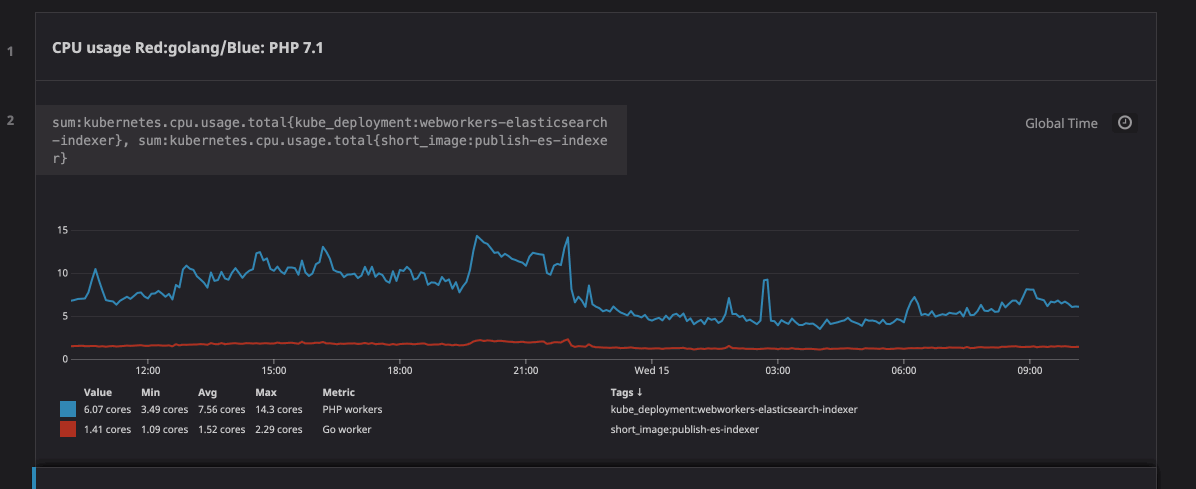 1
CPU usage Red:golang/Blue: PHP 7.1
2
sum:kubernetes.cpu.usage.total{kube_deployment:webworkers-elasticsearch
-indexer}, sum:kubernetes.cpu.usage.total{short_image:publish-es-indexe
r}
Global Time
15
10
5
0
12:00 15:00 18:00 21:00 Wed 15 03:00 06:00 09:00
Value Min Avg Max Metric Tags ↓
6.07 cores 3.49 cores 7.56 cores 14.3 cores PHP workers kube_deployment:webworkers-elasticsearch-indexer
1.41 cores 1.09 cores 1.52 cores 2.29 cores Go worker short_image:publish-es-indexer